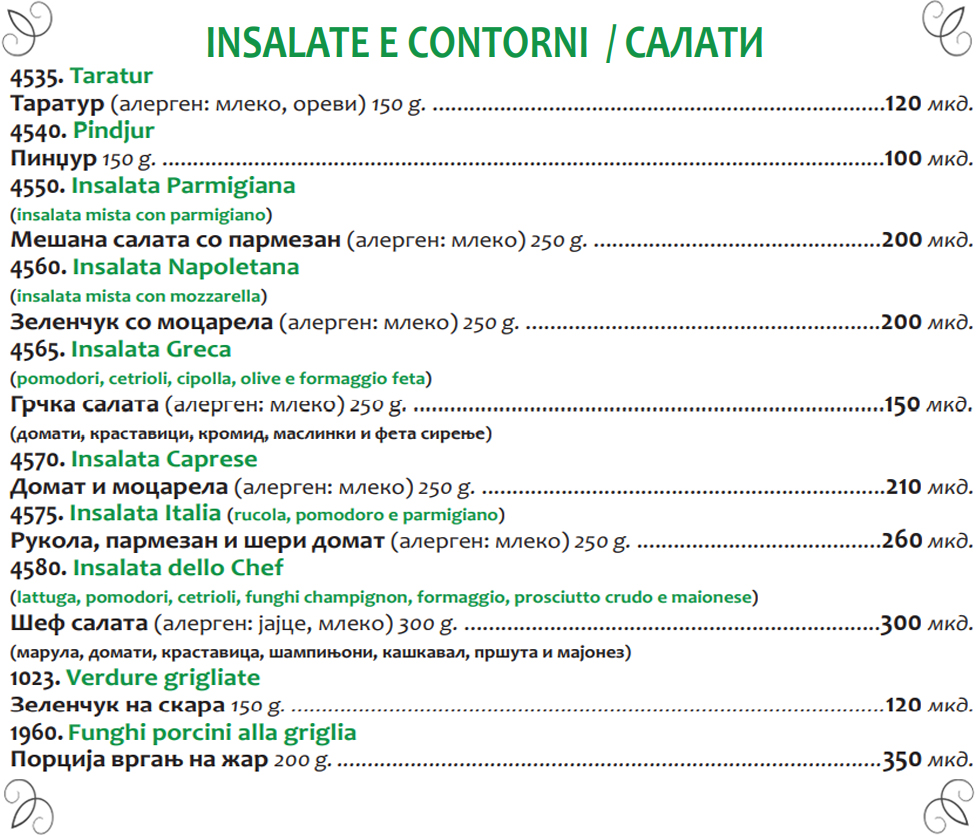 INSALATE E CONTORNI / САЛАТИ
4535. Taratur
Таратур (алерген: млеко, ореви) 150 g. ..........120 мкд.
4540. Pindjur
Пинџур 150 g. ..........100 мкд.
4550. Insalata Parmigiana
(insalata mista con parmigiano)
Мешана салата со пармезан (алерген: млеко) 250 g. ..........200 мкд.
4560. Insalata Napoletana
(insalata mista con mozzarella)
Зеленчук со моцарела (алерген: млеко) 250 g. ..........200 мкд.
4565. Insalata Greca
(pomodori, cetrioli, cipolla, olive e formaggio feta)
Грчка салата (алерген: млеко) 250 g. ..........150 мкд.
(домати, краставици, кромид, маслинки и фета сирење)
4570. Insalata Caprese
Домат и моцарела (алерген: млеко) 250 g. ..........210 мкд.
4575. Insalata Italia (rucola, pomodoro e parmigiano)
Рукола, пармезан и шери домат (алерген: млеко) 250 g. ..........260 мкд.
4580. Insalata dello Chef
(lattuga, pomodori, cetrioli, funghi champignon, formaggio, prosciutto crudo e maionese)
Шеф салата (алерген: јајце, млеко) 300 g. ..........300 мкд.
(марула, домати, краставица, шампињони, кашкавал, пршута и мајонез)
1023. Verdure grigliate
Зеленчук на скара 150 g. ..........120 мкд.
1960. Funghi porcini alla griglia
Порција вргањ на жар 200 g. ..........350 мкд.